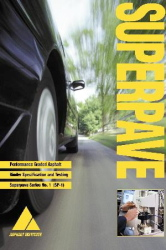 SUPERPAVE
Performance Graded Asphalt
Binder Specification and Testing
Superpave Series No. 1 (SP-1)
ASPHALT INSTITUTE